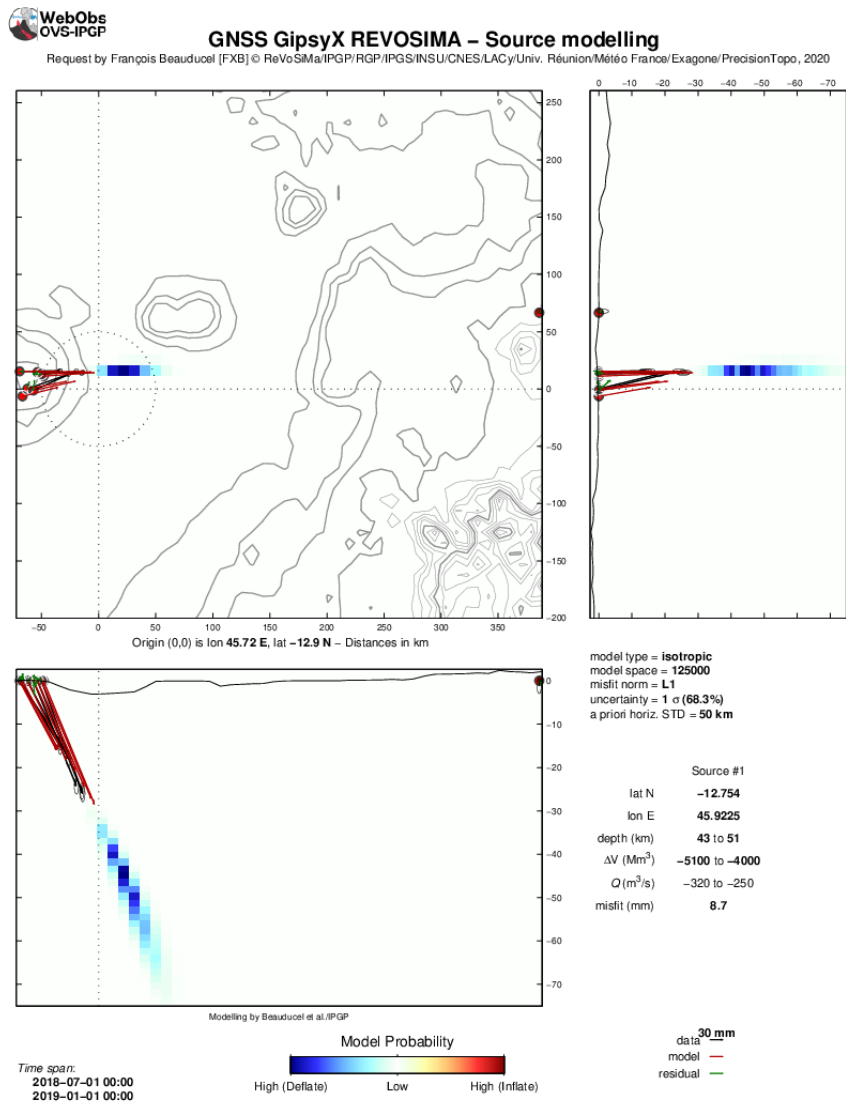 WebObs
OVS-IPGP
GNSS GipsyX REVOSIMA – Source modelling
Request by François Beauducel [FXB] © ReVoSiMa/IPGP/RGP/IPGS/INSU/CNES/LACy/Univ. Réunion/Météo France/Exagone/PrecisionTopo, 2020
0 −10 −20 −30 −40 −50 −60 −70
250
200
150
100
50
0
−50
−100
−150
−200
−50 0 50 100 150 200 250 300 350
Origin (0,0) is lon 45.72 E, lat −12.9 N – Distances in km
0
−10
−20
−30
−40
−50
−60
−70
model type = isotropic
model space = 125000
misfit norm = L1
uncertainty = 1 σ (68.3%)
a priori horiz. STD = 50 km
Source #1
lat N −12.754
lon E 45.9225
depth (km) 43 to 51
ΔV (Mm³) −5100 to −4000
Q (m³/s) −320 to −250
misfit (mm) 8.7
Modelling by Beauducel et al./IPGP
Model Probability
High (Deflate) Low High (Inflate)
Time span:
2018−07−01 00:00
2019−01−01 00:00
30 mm
data
model
residual